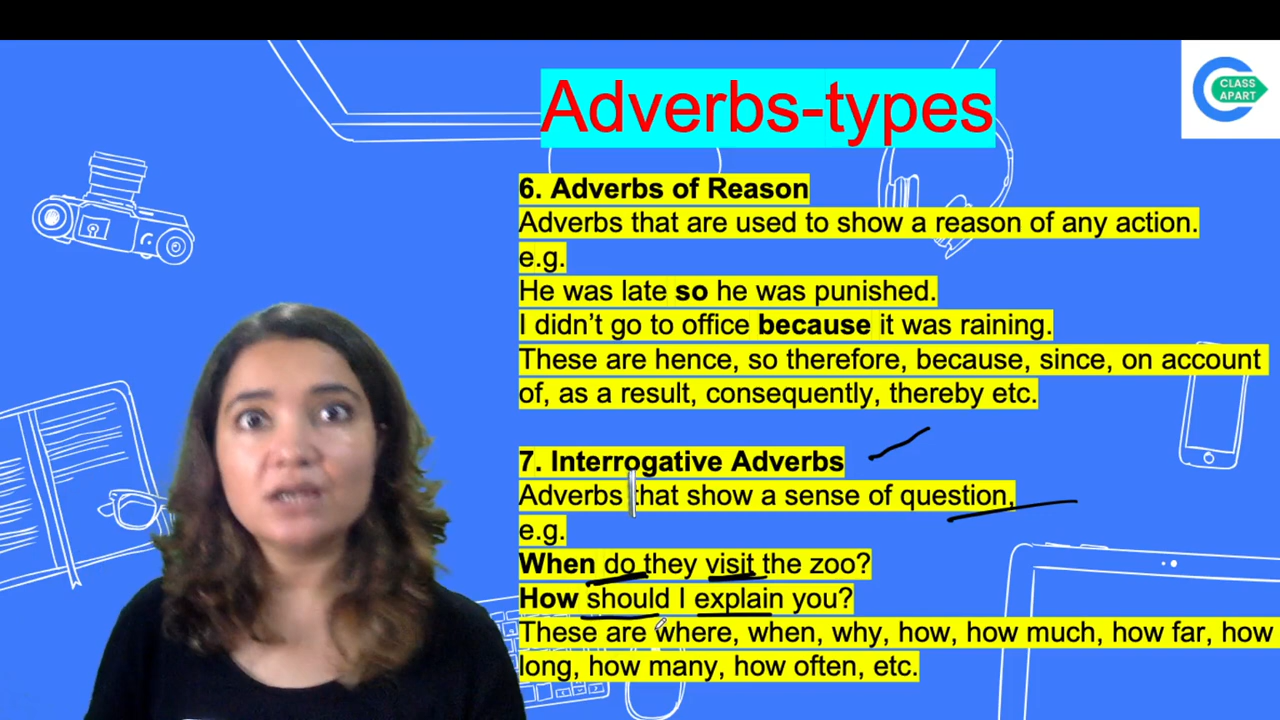 CLASS
APART
Adverbs-types
6. Adverbs of Reason
Adverbs that are used to show a reason of any action.
e.g.
He was late so he was punished.
I didn’t go to office because it was raining.
These are hence, so therefore, because, since, on account
of, as a result, consequently, thereby etc.
7. Interrogative Adverbs
Adverbs that show a sense of question,
e.g.
When do they visit the zoo?
How should I explain you?
These are where, when, why, how, how much, how far, how
long, how many, how often, etc.